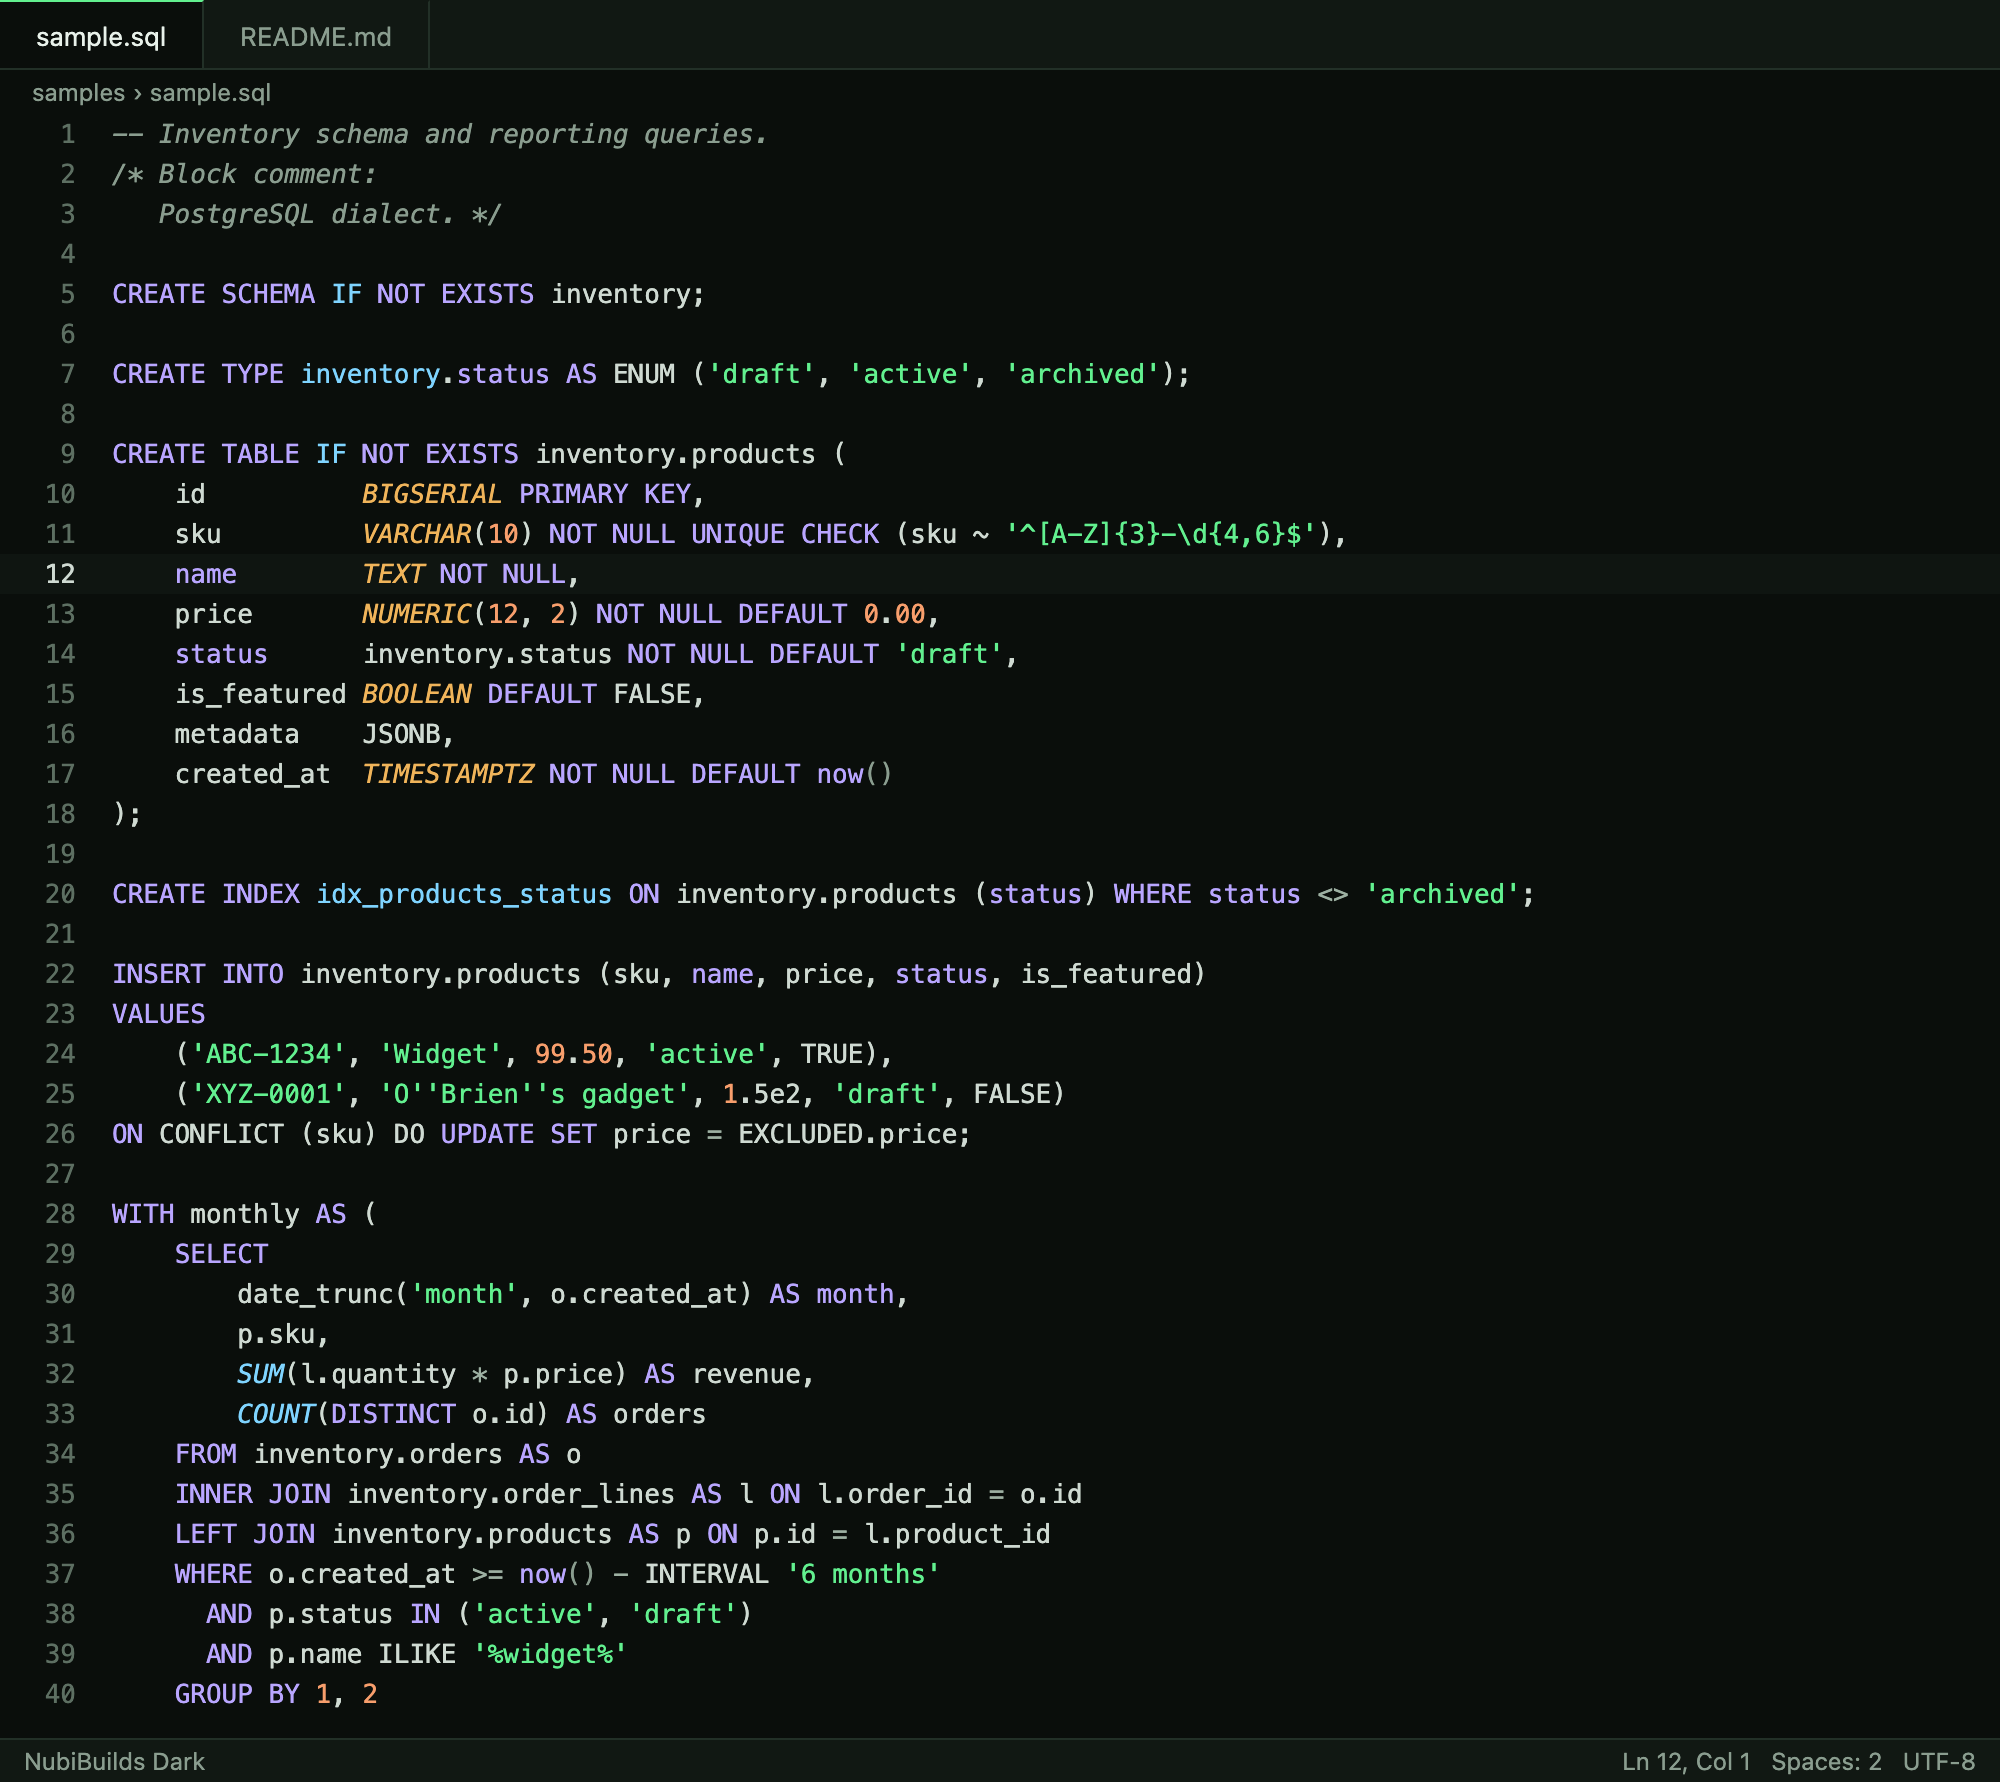 sample.sql
README.md
samples › sample.sql
1 -- Inventory schema and reporting queries.
2 /* Block comment:
3    PostgreSQL dialect. */
4
5 CREATE SCHEMA IF NOT EXISTS inventory;
6
7 CREATE TYPE inventory.status AS ENUM ('draft', 'active', 'archived');
8
9 CREATE TABLE IF NOT EXISTS inventory.products (
10     id          BIGSERIAL PRIMARY KEY,
11     sku         VARCHAR(10) NOT NULL UNIQUE CHECK (sku ~ '^[A-Z]{3}-\d{4,6}$'),
12     name        TEXT NOT NULL,
13     price       NUMERIC(12, 2) NOT NULL DEFAULT 0.00,
14     status      inventory.status NOT NULL DEFAULT 'draft',
15     is_featured BOOLEAN DEFAULT FALSE,
16     metadata    JSONB,
17     created_at  TIMESTAMPTZ NOT NULL DEFAULT now()
18 );
19
20 CREATE INDEX idx_products_status ON inventory.products (status) WHERE status <> 'archived';
21
22 INSERT INTO inventory.products (sku, name, price, status, is_featured)
23 VALUES
24     ('ABC-1234', 'Widget', 99.50, 'active', TRUE),
25     ('XYZ-0001', 'O''Brien''s gadget', 1.5e2, 'draft', FALSE)
26 ON CONFLICT (sku) DO UPDATE SET price = EXCLUDED.price;
27
28 WITH monthly AS (
29     SELECT
30         date_trunc('month', o.created_at) AS month,
31         p.sku,
32         SUM(l.quantity * p.price) AS revenue,
33         COUNT(DISTINCT o.id) AS orders
34     FROM inventory.orders AS o
35     INNER JOIN inventory.order_lines AS l ON l.order_id = o.id
36     LEFT JOIN inventory.products AS p ON p.id = l.product_id
37     WHERE o.created_at >= now() - INTERVAL '6 months'
38       AND p.status IN ('active', 'draft')
39       AND p.name ILIKE '%widget%'
40     GROUP BY 1, 2
NubiBuilds Dark
Ln 12, Col 1 Spaces: 2 UTF-8